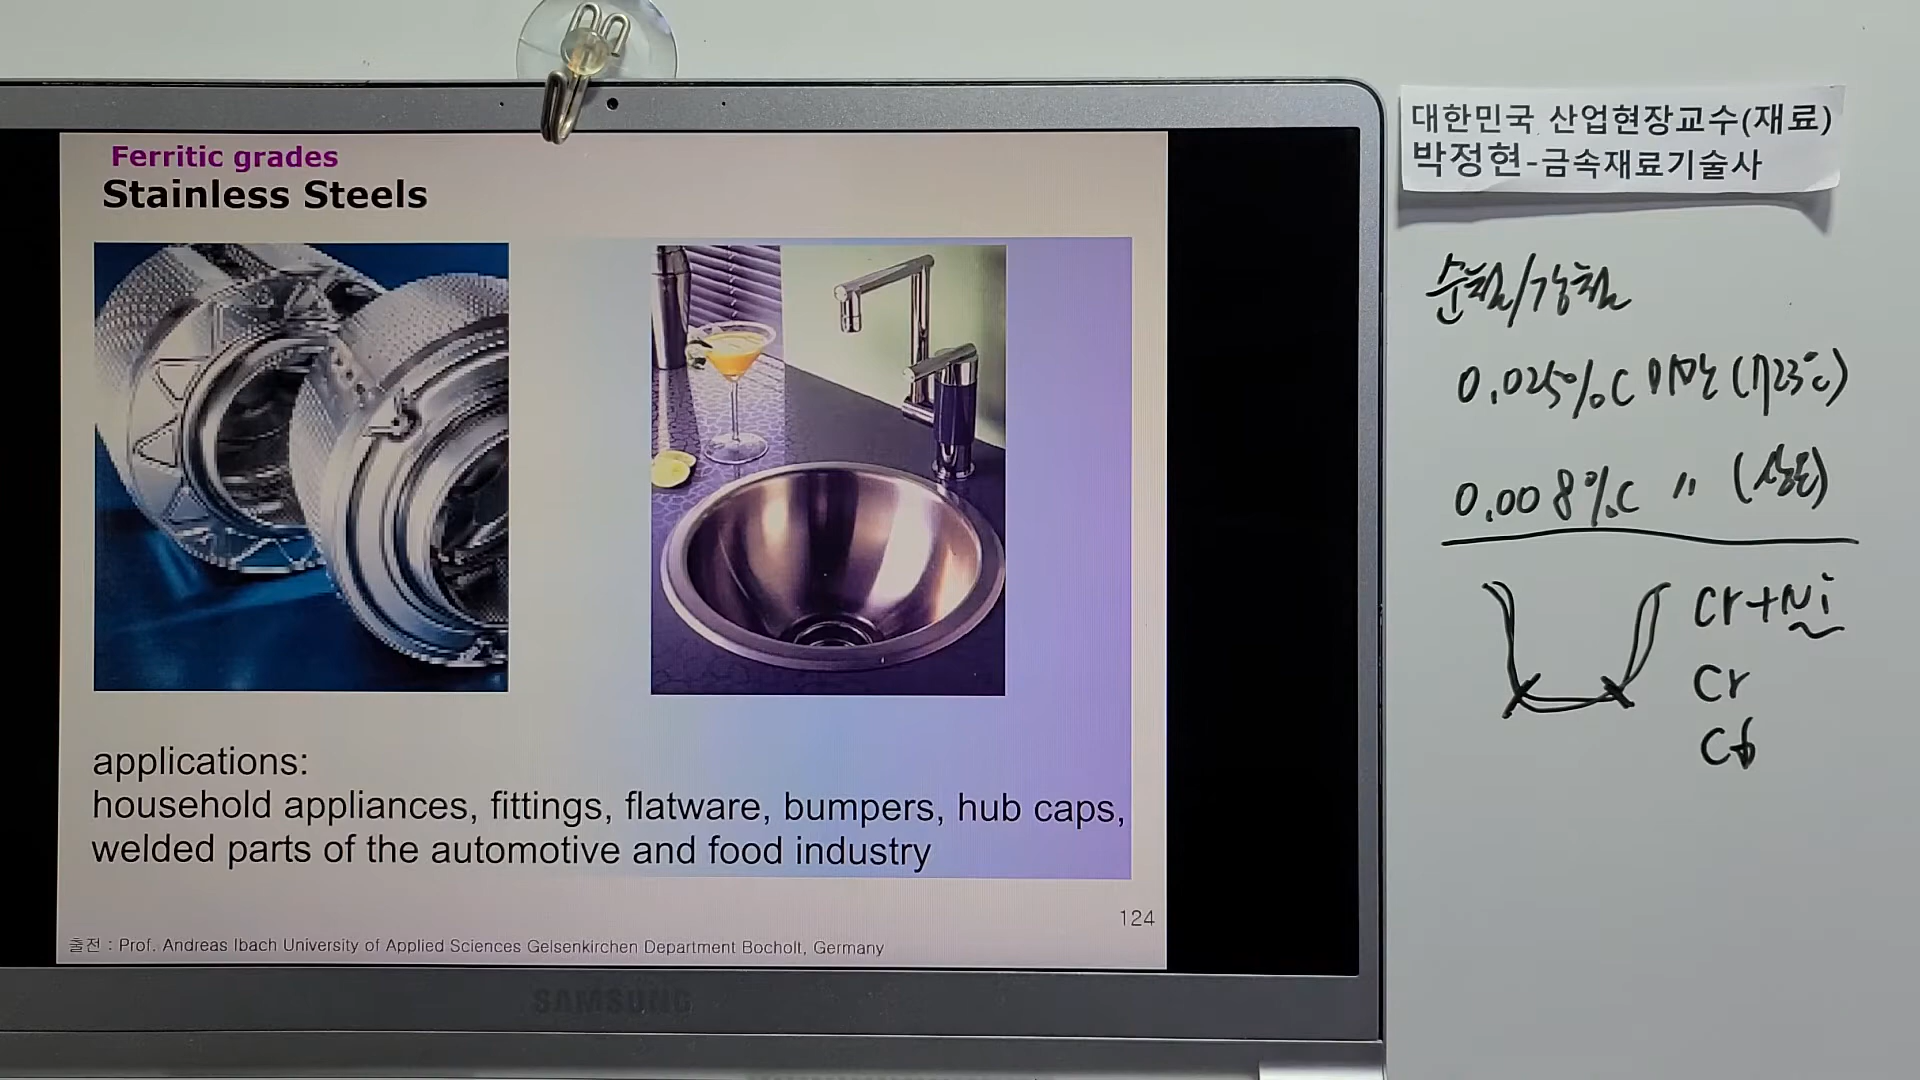 Ferritic grades
Stainless Steels
applications:
household appliances, fittings, flatware, bumpers, hub caps,
welded parts of the automotive and food industry
124
출전 : Prof. Andreas Ibach University of Applied Sciences Gelsenkirchen Department Bocholt, Germany
SAMSUNG
대한민국 산업현장교수(재료)
박정현-금속재료기술사
순철/강철
0.025%C 미만 (723℃)
0.008%C 〃 (상온)
Cr+Ni
Cr
C↓